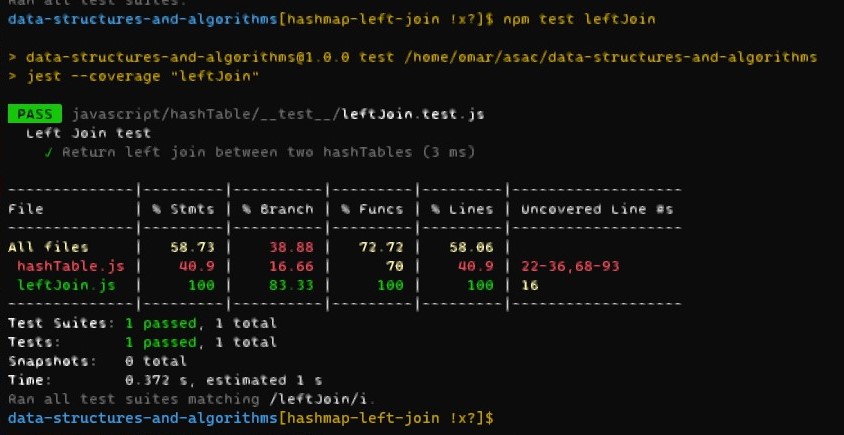 Ran all test suites.
data-structures-and-algorithms[hashmap-left-join !x?]$ npm test leftJoin
> data-structures-and-algorithms@1.0.0 test /home/omar/asac/data-structures-and-algorithms
> jest --coverage "leftJoin"
PASS javascript/hashTable/__test__/leftJoin.test.js
Left Join test
✓ Return left join between two hashTables (3 ms)
--------------|---------|----------|---------|---------|-------------------
File | % Stmts | % Branch | % Funcs | % Lines | Uncovered Line #s
--------------|---------|----------|---------|---------|-------------------
All files | 58.73 | 38.88 | 72.72 | 58.06 |
hashTable.js | 40.9 | 16.66 | 70 | 40.9 | 22-36,68-93
leftJoin.js | 100 | 83.33 | 100 | 100 | 16
--------------|---------|----------|---------|---------|-------------------
Test Suites: 1 passed, 1 total
Tests: 1 passed, 1 total
Snapshots: 0 total
Time: 0.372 s, estimated 1 s
Ran all test suites matching /leftJoin/i.
data-structures-and-algorithms[hashmap-left-join !x?]$